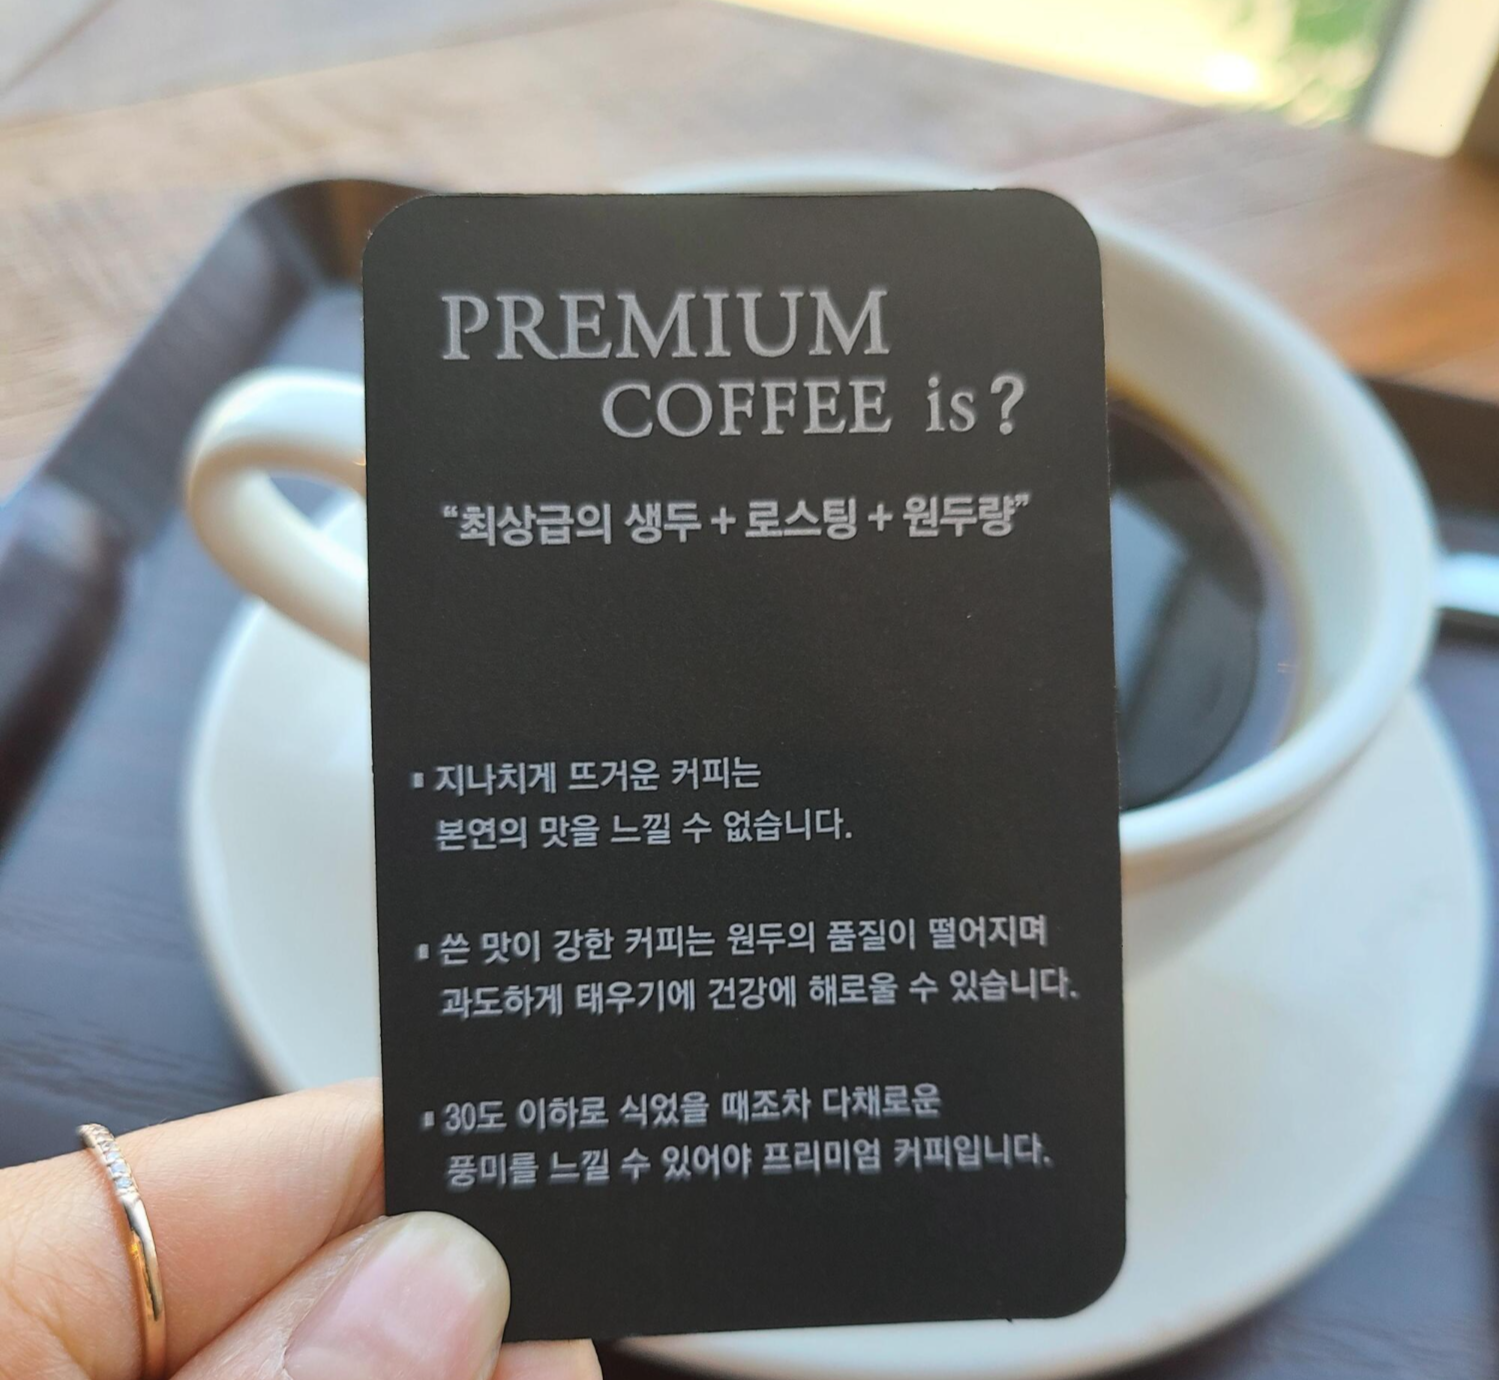 PREMIUM
COFFEE is?
“최상급의 생두 + 로스팅 + 원두량”
▪ 지나치게 뜨거운 커피는
본연의 맛을 느낄 수 없습니다.
▪ 쓴 맛이 강한 커피는 원두의 품질이 떨어지며
과도하게 태우기에 건강에 해로울 수 있습니다.
▪ 30도 이하로 식었을 때조차 다채로운
풍미를 느낄 수 있어야 프리미엄 커피입니다.